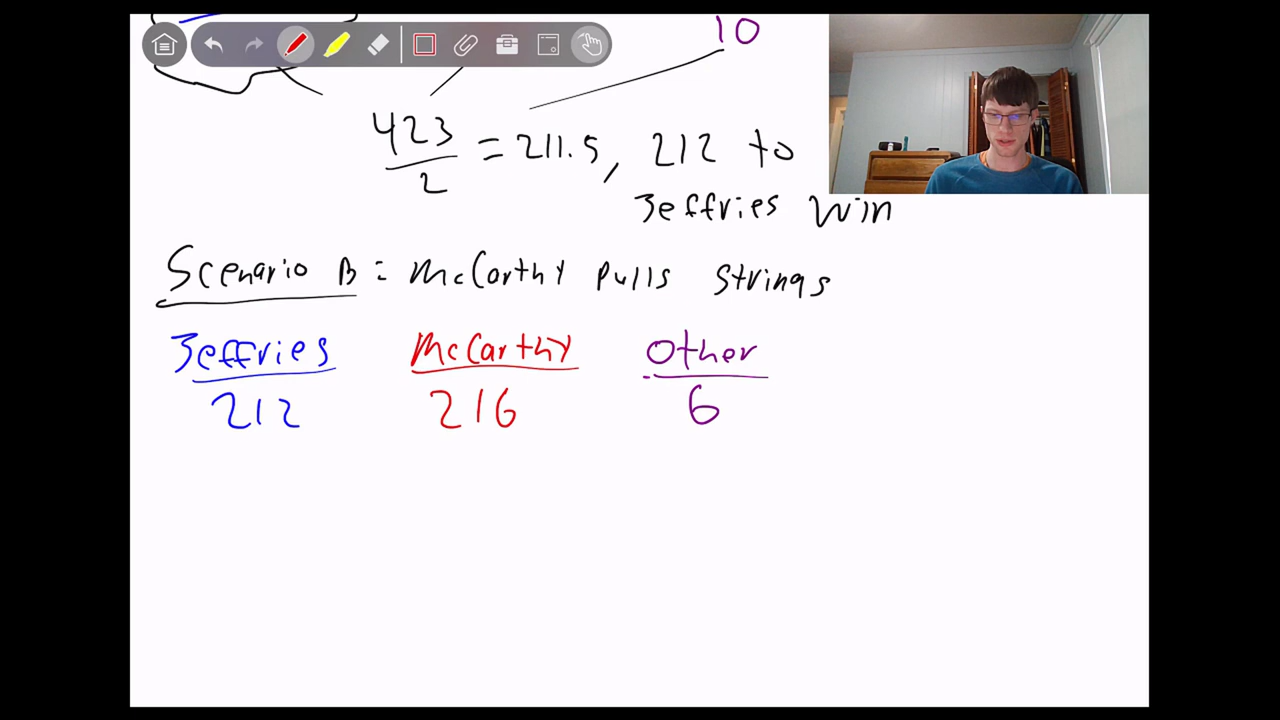 10
423
2
= 211.5, 212 to
Jeffries win
Scenario B: McCarthy pulls strings
Jeffries McCarthy Other
212 216 6